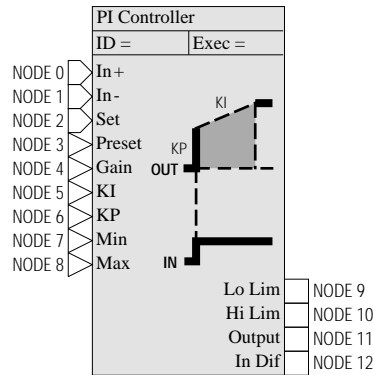 PI Controller
ID = Exec =
NODE 0 In+
NODE 1 In-
NODE 2 Set
NODE 3 Preset
NODE 4 Gain
NODE 5 KI
NODE 6 KP
NODE 7 Min
NODE 8 Max
KI
KP
OUT
IN
Lo Lim NODE 9
Hi Lim NODE 10
Output NODE 11
In Dif NODE 12